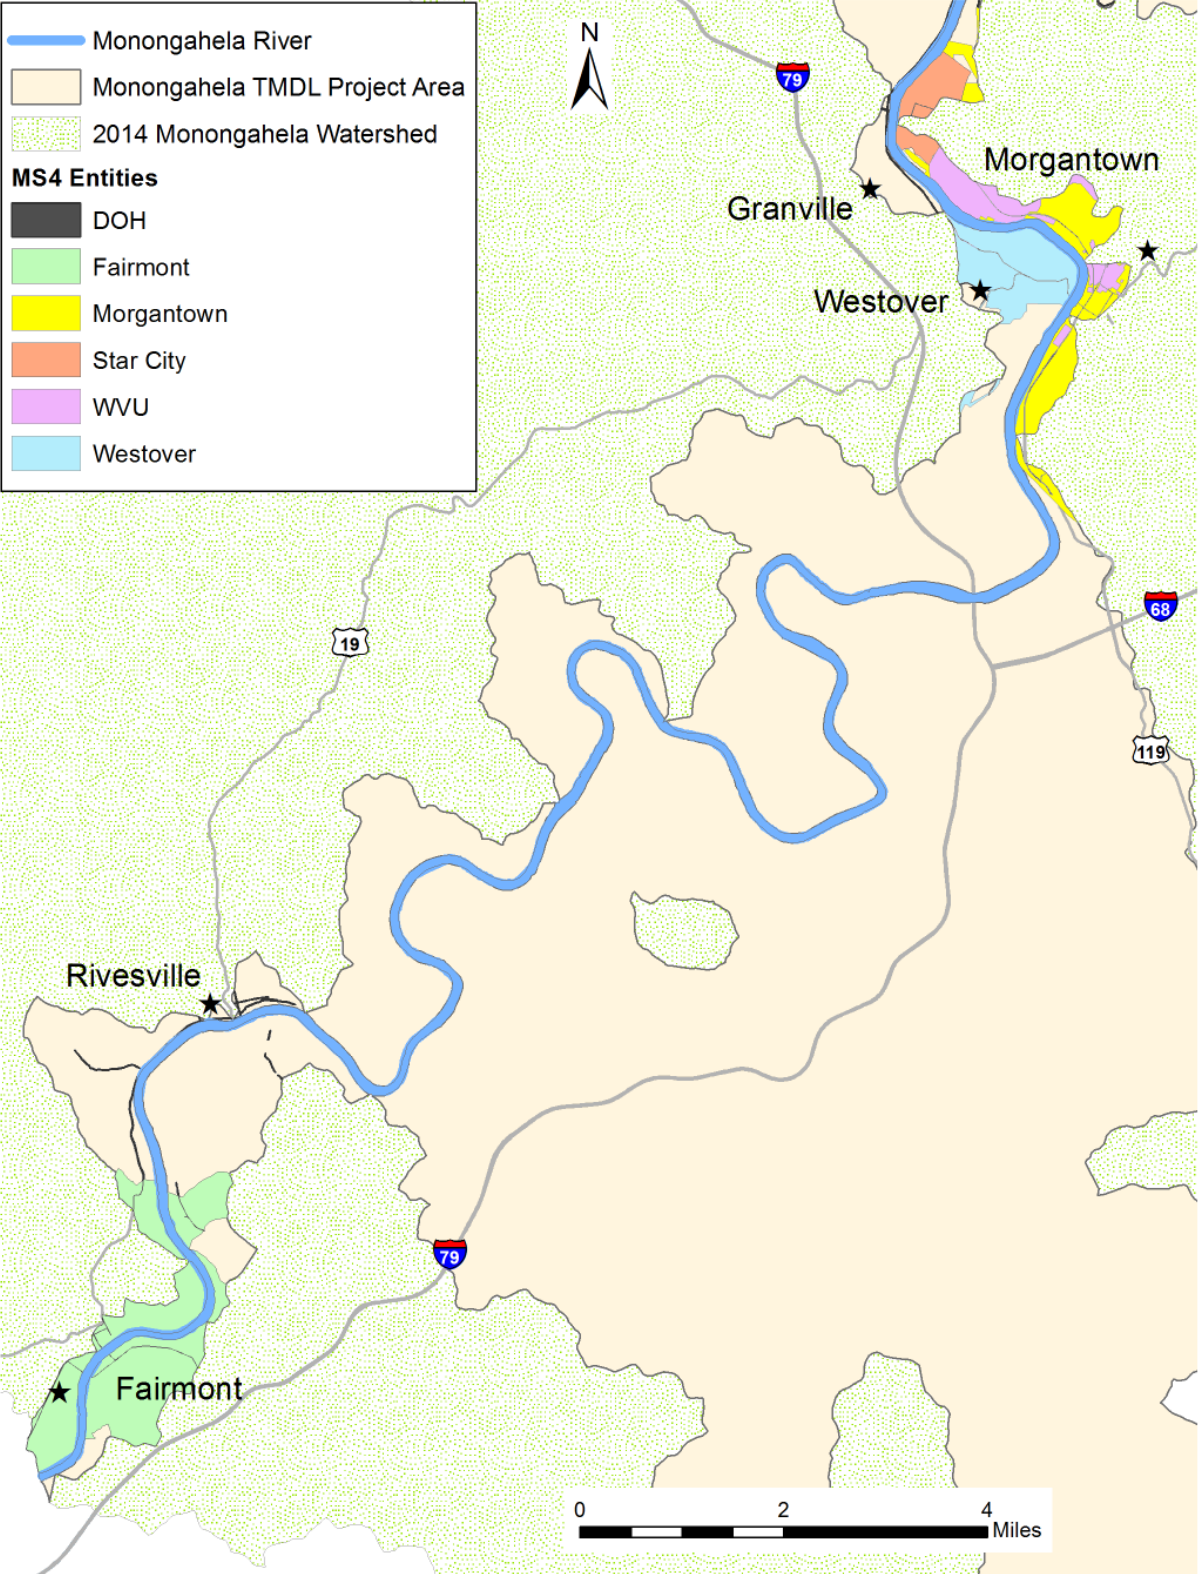 Monongahela River
Monongahela TMDL Project Area
2014 Monongahela Watershed
MS4 Entities
DOH
Fairmont
Morgantown
Star City
WVU
Westover
N
79
Morgantown
Granville
Westover
68
19
119
Rivesville
79
Fairmont
0 2 4
Miles